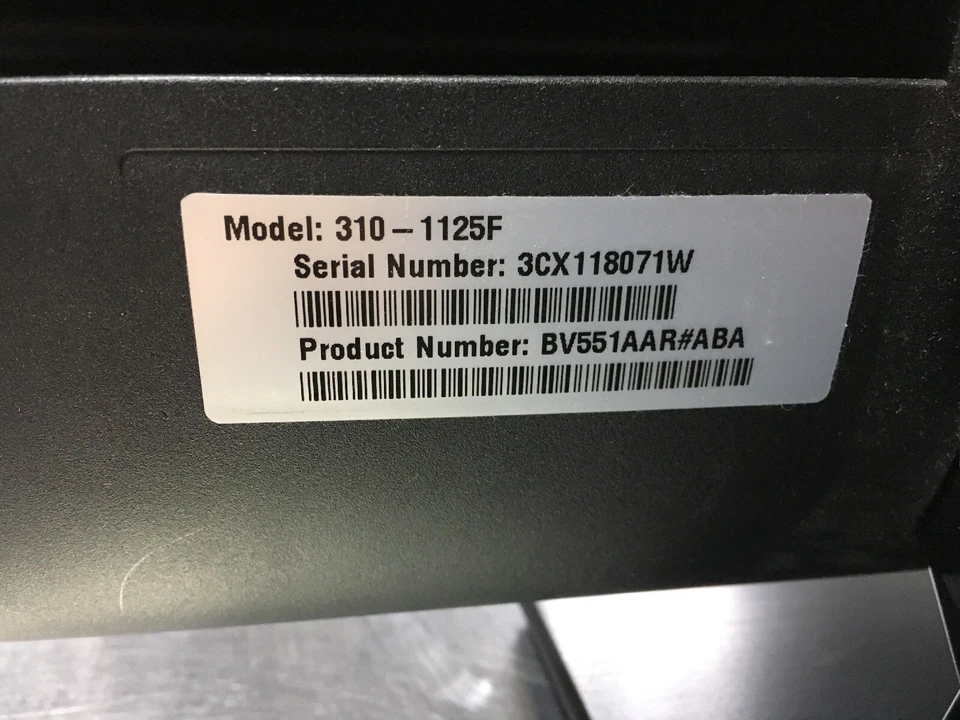 Model: 310-1125F
Serial Number: 3CX118071W
Product Number: BV551AAR#ABA